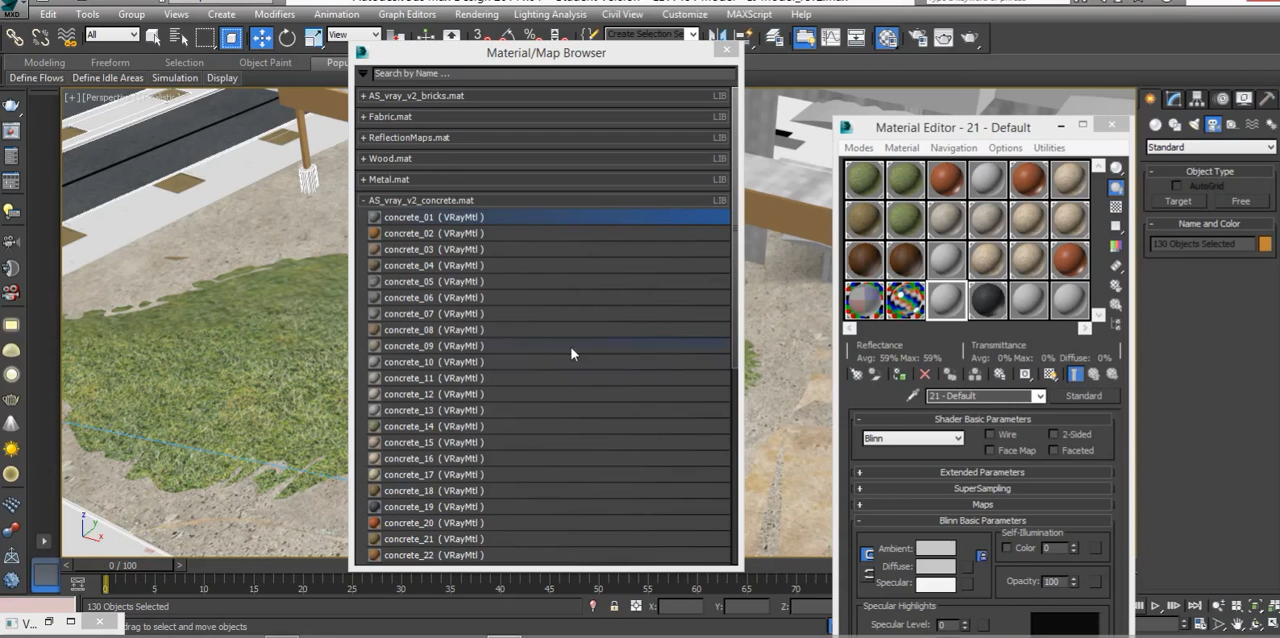 MXD
Edit Tools Group Views Create Modifiers Animation Graph Editors Rendering Lighting Analysis Civil View Customize MAXScript Help
All View Create Selection Se
Modeling Freeform Selection Object Paint
Define Flows Define Idle Areas Simulation Display
Material/Map Browser
Search by Name ...
+ AS_vray_v2_bricks.mat LIB
+ Fabric.mat LIB
+ ReflectionMaps.mat LIB
+ Wood.mat LIB
+ Metal.mat LIB
- AS_vray_v2_concrete.mat LIB
concrete_01 ( VRayMtl )
concrete_02 ( VRayMtl )
concrete_03 ( VRayMtl )
concrete_04 ( VRayMtl )
concrete_05 ( VRayMtl )
concrete_06 ( VRayMtl )
concrete_07 ( VRayMtl )
concrete_08 ( VRayMtl )
concrete_09 ( VRayMtl )
concrete_10 ( VRayMtl )
concrete_11 ( VRayMtl )
concrete_12 ( VRayMtl )
concrete_13 ( VRayMtl )
concrete_14 ( VRayMtl )
concrete_15 ( VRayMtl )
concrete_16 ( VRayMtl )
concrete_17 ( VRayMtl )
concrete_18 ( VRayMtl )
concrete_19 ( VRayMtl )
concrete_20 ( VRayMtl )
concrete_21 ( VRayMtl )
concrete_22 ( VRayMtl )
Material Editor - 21 - Default
Modes Material Navigation Options Utilities
Reflectance Transmittance
Avg: 59% Max: 59% Avg: 0% Max: 0% Diffuse: 0%
21 - Default Standard
- Shader Basic Parameters
Blinn Wire 2-Sided
Face Map Faceted
+ Extended Parameters
+ SuperSampling
+ Maps
- Blinn Basic Parameters
Self-Illumination
Ambient: Color 0
Diffuse:
Specular: Opacity: 100
Specular Highlights
Specular Level: 0
Standard
- Object Type
AutoGrid
Target Free
- Name and Color
130 Objects Selected
z y x
< 0 / 100 >
0 5 10 15 20 25 30 35 40 45 50 55 60 65 70 75
130 Objects Selected X: Y: Z:
V... drag to select and move objects